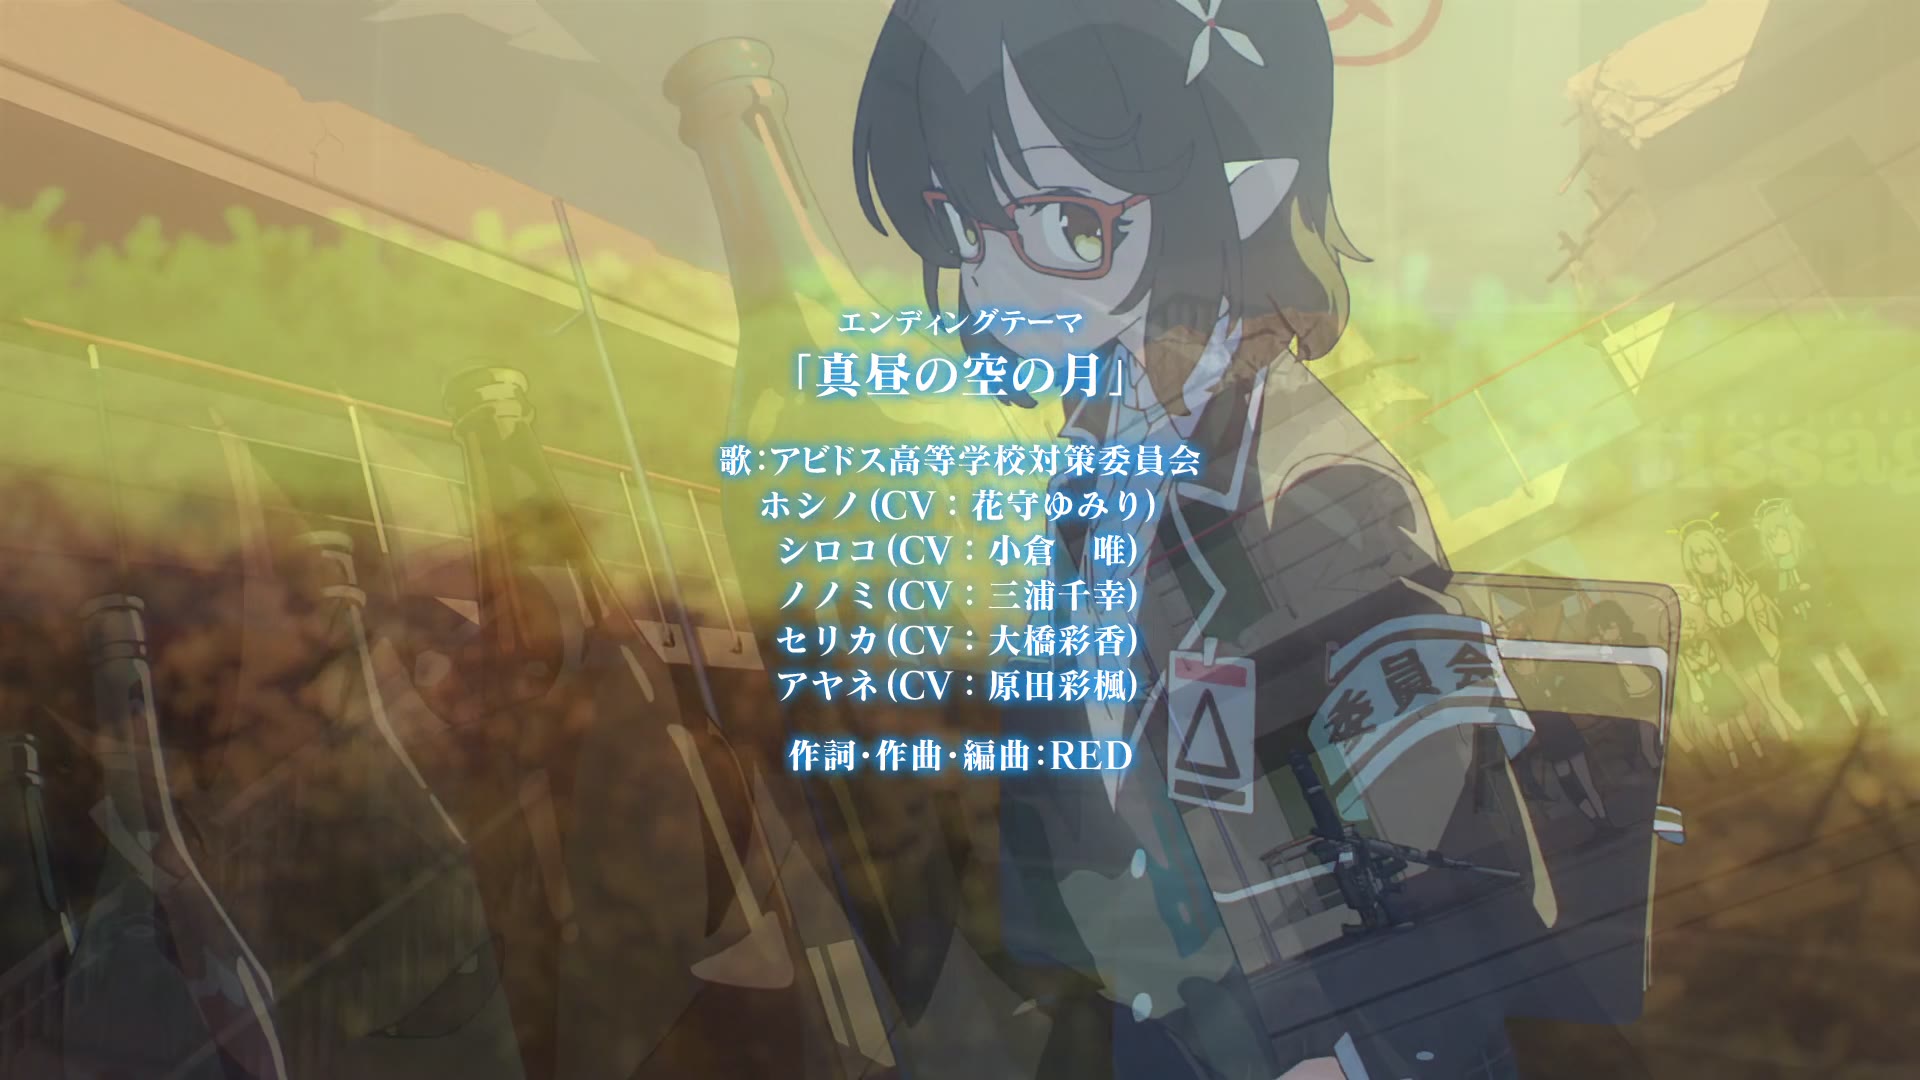 エンディングテーマ
「真昼の空の月」
歌：アビドス高等学校対策委員会
ホシノ(CV：花守ゆみり)
シロコ(CV：小倉　唯)
ノノミ(CV：三浦千幸)
セリカ(CV：大橋彩香)
アヤネ(CV：原田彩楓)
作詞・作曲・編曲：RED
委員会